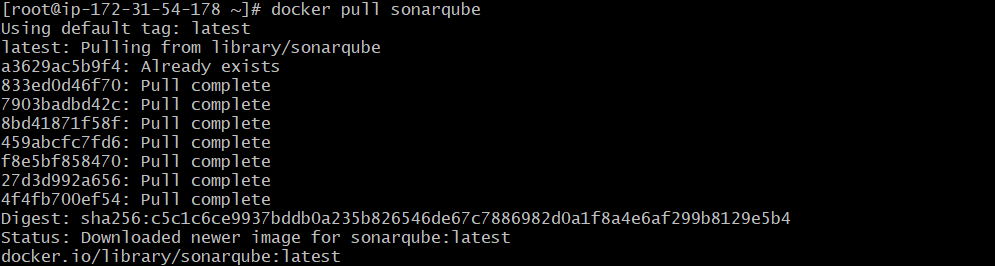 [root@ip-172-31-54-178 ~]# docker pull sonarqube
Using default tag: latest
latest: Pulling from library/sonarqube
a3629ac5b9f4: Already exists
833ed0d46f70: Pull complete
7903badbd42c: Pull complete
8bd41871f58f: Pull complete
459abcfc7fd6: Pull complete
f8e5bf858470: Pull complete
27d3d992a656: Pull complete
4f4fb700ef54: Pull complete
Digest: sha256:c5c1c6ce9937bddb0a235b826546de67c7886982d0a1f8a4e6af299b8129e5b4
Status: Downloaded newer image for sonarqube:latest
docker.io/library/sonarqube:latest